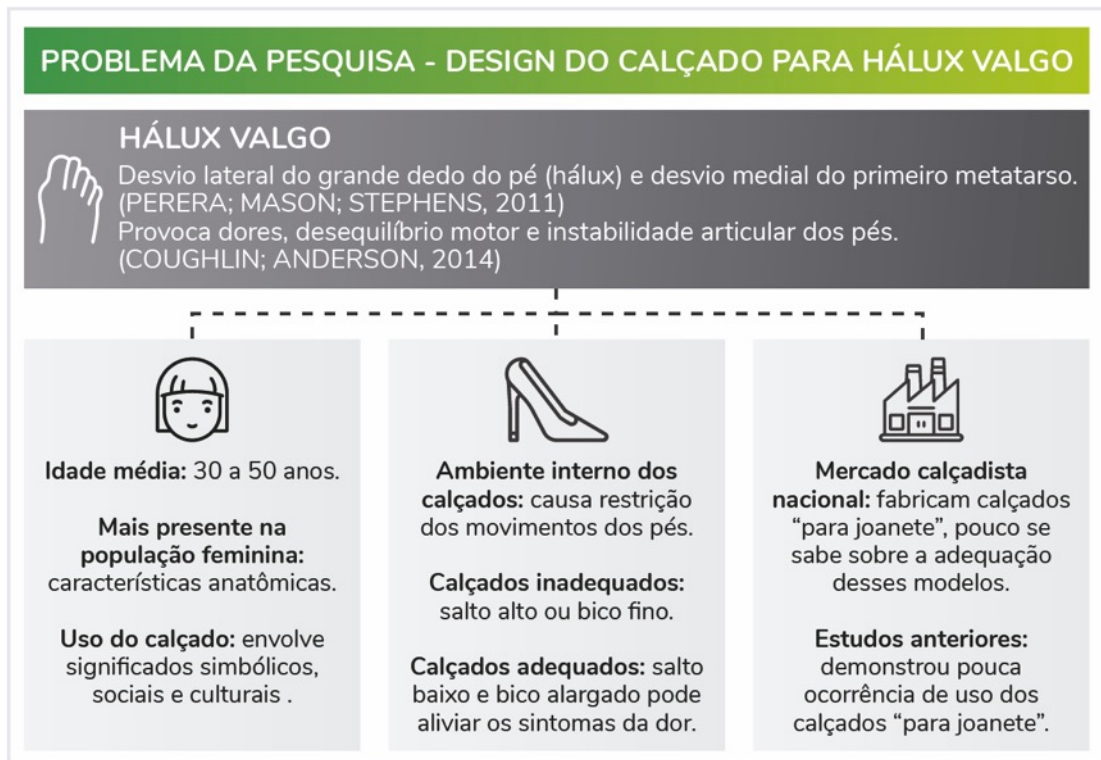 PROBLEMA DA PESQUISA - DESIGN DO CALÇADO PARA HÁLUX VALGO
HÁLUX VALGO
Desvio lateral do grande dedo do pé (hálux) e desvio medial do primeiro metatarso.
(PERERA; MASON; STEPHENS, 2011)
Provoca dores, desequilíbrio motor e instabilidade articular dos pés.
(COUGHLIN; ANDERSON, 2014)
Idade média: 30 a 50 anos.
Mais presente na
população feminina:
características anatômicas.
Uso do calçado: envolve
significados simbólicos,
sociais e culturais .
Ambiente interno dos
calçados: causa restrição
dos movimentos dos pés.
Calçados inadequados:
salto alto ou bico fino.
Calçados adequados: salto
baixo e bico alargado pode
aliviar os sintomas da dor.
Mercado calçadista
nacional: fabricam calçados
“para joanete”, pouco se
sabe sobre a adequação
desses modelos.
Estudos anteriores:
demonstrou pouca
ocorrência de uso dos
calçados “para joanete”.